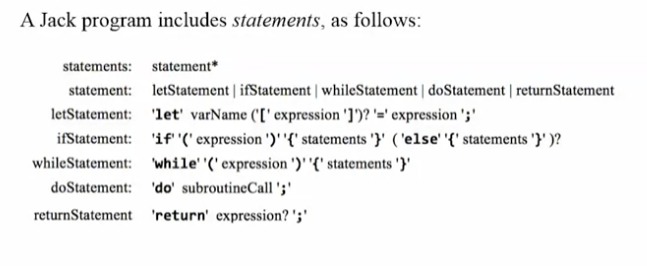 A Jack program includes statements, as follows:
statements: statement*
statement: letStatement | ifStatement | whileStatement | doStatement | returnStatement
letStatement: 'let' varName ('[' expression ']')? '=' expression ';'
ifStatement: 'if' '(' expression ')' '{' statements '}' ( 'else' '{' statements '}' )?
whileStatement: 'while' '(' expression ')' '{' statements '}'
doStatement: 'do' subroutineCall ';'
returnStatement 'return' expression? ';'